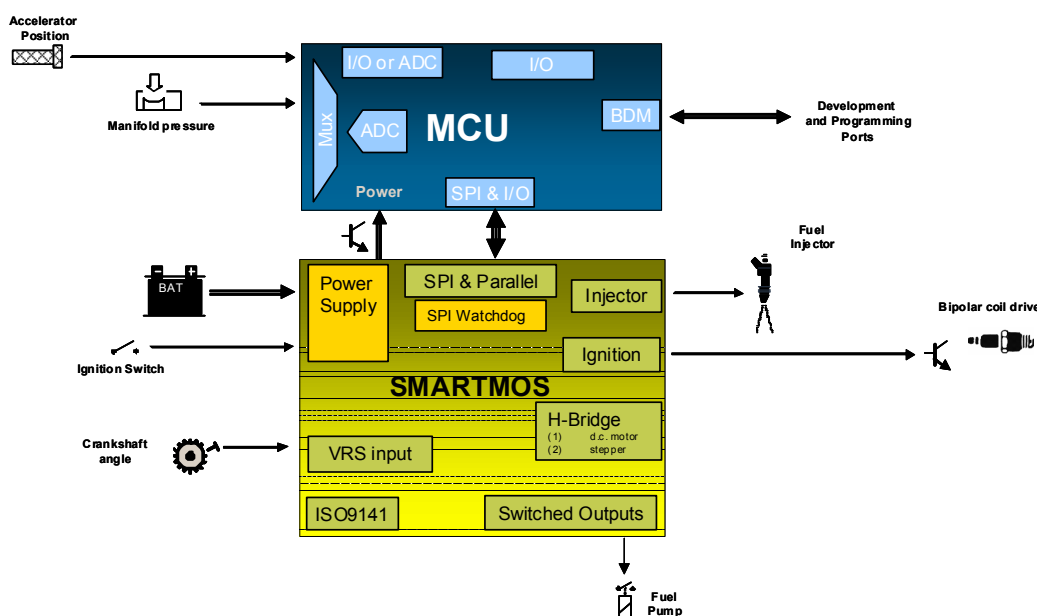 Accelerator
Position
I/O or ADC
I/O
Mux
ADC
MCU
BDM
Development
and Programming
Ports
Manifold pressure
Power
SPI & I/O
Fuel
Injector
BAT
Power
Supply
SPI & Parallel
SPI Watchdog
Injector
Bipolar coil drive
Ignition Switch
Ignition
SMARTMOS
H-Bridge
(1) d.c. motor
(2) stepper
Crankshaft
angle
VRS input
ISO9141
Switched Outputs
Fuel
Pump